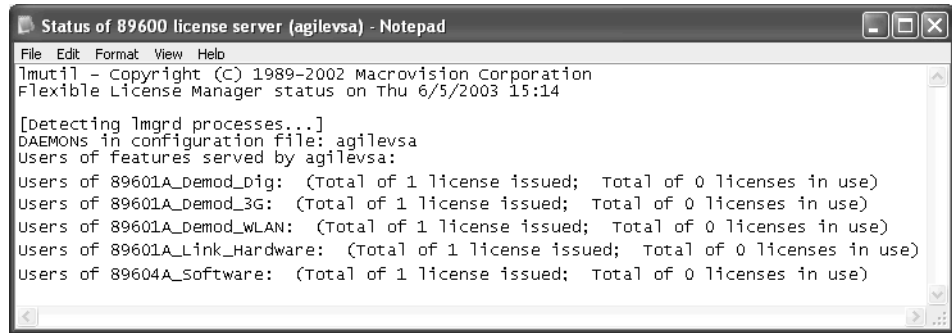 Status of 89600 license server (agilevsa) - Notepad
File Edit Format View Help
lmutil - Copyright (C) 1989-2002 Macrovision Corporation
Flexible License Manager status on Thu 6/5/2003 15:14
[Detecting lmgrd processes...]
DAEMONs in configuration file: agilevsa
Users of features served by agilevsa:
Users of 89601A_Demod_Dig: (Total of 1 license issued; Total of 0 licenses in use)
Users of 89601A_Demod_3G: (Total of 1 license issued; Total of 0 licenses in use)
Users of 89601A_Demod_WLAN: (Total of 1 license issued; Total of 0 licenses in use)
Users of 89601A_Link_Hardware: (Total of 1 license issued; Total of 0 licenses in use)
Users of 89604A_Software: (Total of 1 license issued; Total of 0 licenses in use)